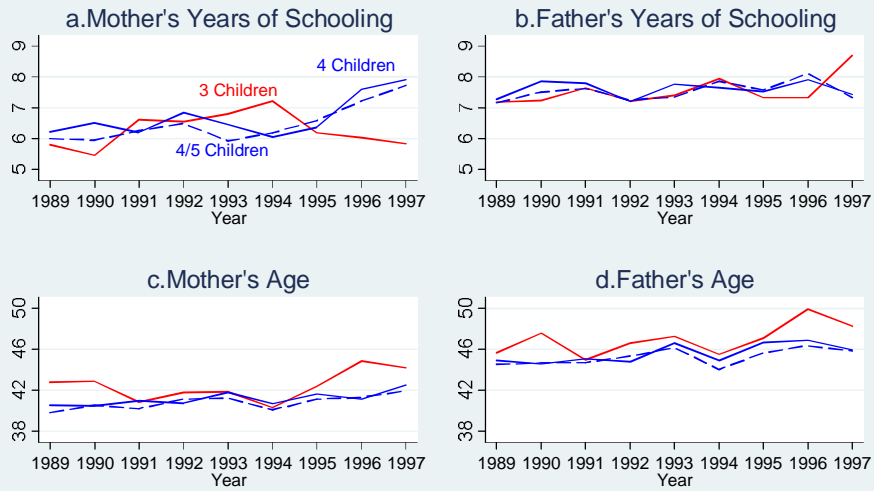 a.Mother's Years of Schooling
9
8
7
6
5
4 Children
3 Children
4/5 Children
1989 1990 1991 1992 1993 1994 1995 1996 1997
Year
b.Father's Years of Schooling
9
8
7
6
5
1989 1990 1991 1992 1993 1994 1995 1996 1997
Year
c.Mother's Age
50
46
42
38
1989 1990 1991 1992 1993 1994 1995 1996 1997
Year
d.Father's Age
50
46
42
38
1989 1990 1991 1992 1993 1994 1995 1996 1997
Year